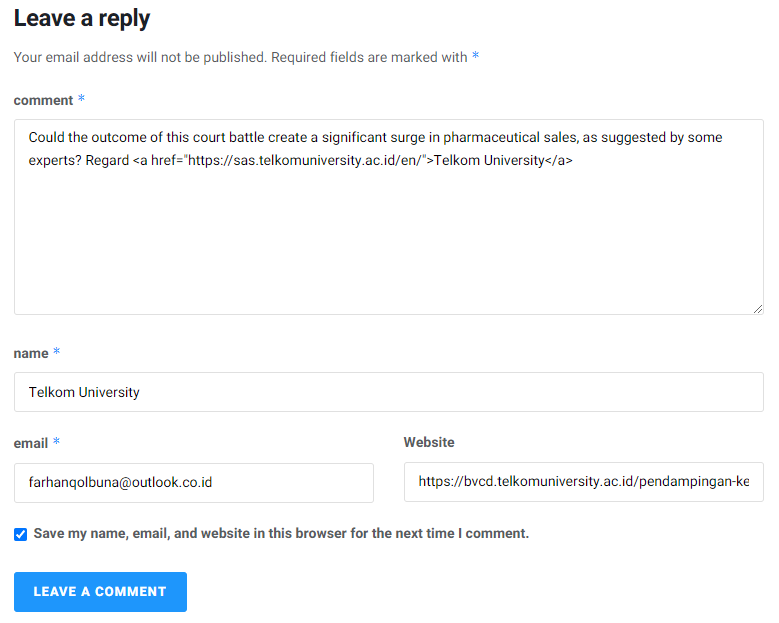 Leave a reply
Your email address will not be published. Required fields are marked with *
comment *
Could the outcome of this court battle create a significant surge in pharmaceutical sales, as suggested by some
experts? Regard <a href="https://sas.telkomuniversity.ac.id/en/">Telkom University</a>
name *
Telkom University
email *
Website
farhanqolbuna@outlook.co.id
https://bvcd.telkomuniversity.ac.id/pendampingan-ke
Save my name, email, and website in this browser for the next time I comment.
LEAVE A COMMENT